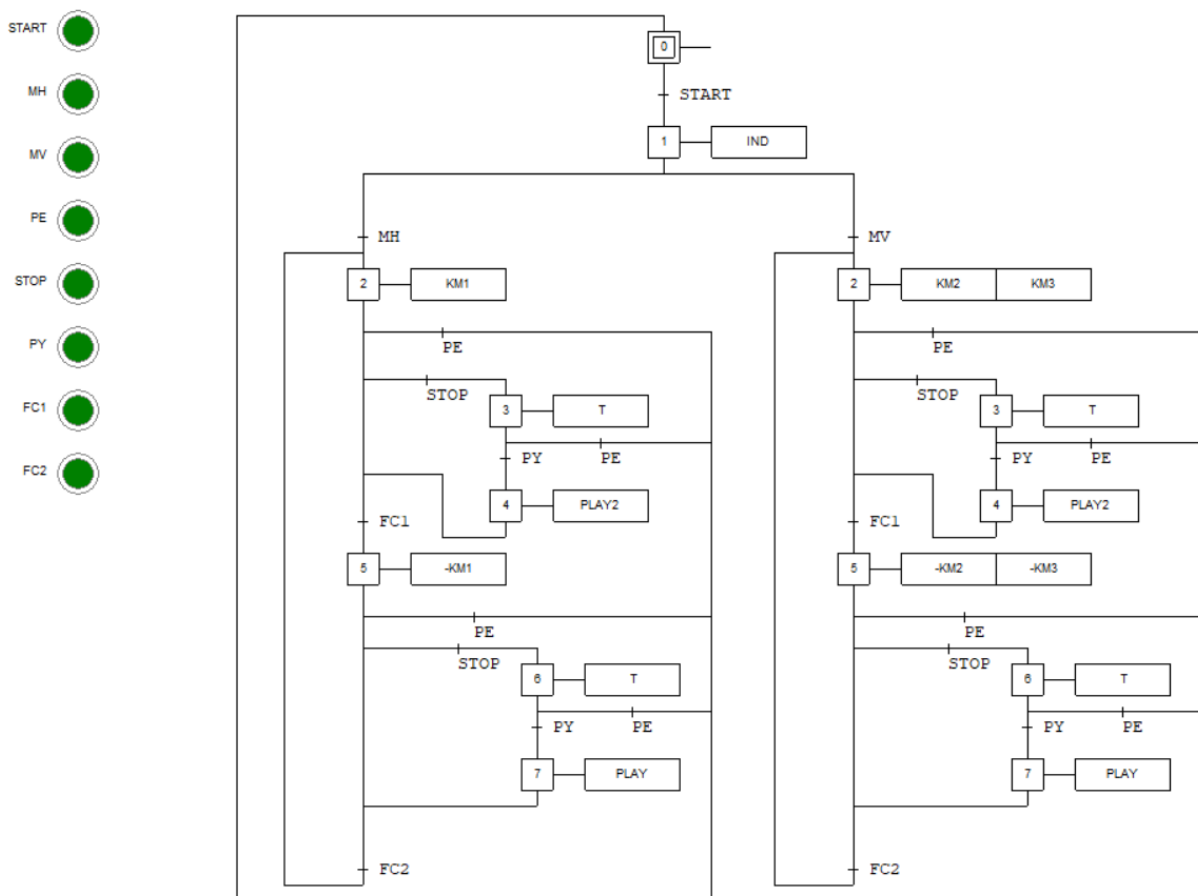 START
MH
MV
PE
STOP
PY
FC1
FC2
0
START
1 IND
MH
2 KM1
PE
STOP
3 T
PY PE
4 PLAY2
FC1
5 -KM1
PE
STOP
6 T
PY PE
7 PLAY
FC2
MV
2 KM2 KM3
PE
STOP
3 T
PY PE
4 PLAY2
FC1
5 -KM2 -KM3
PE
STOP
6 T
PY PE
7 PLAY
FC2